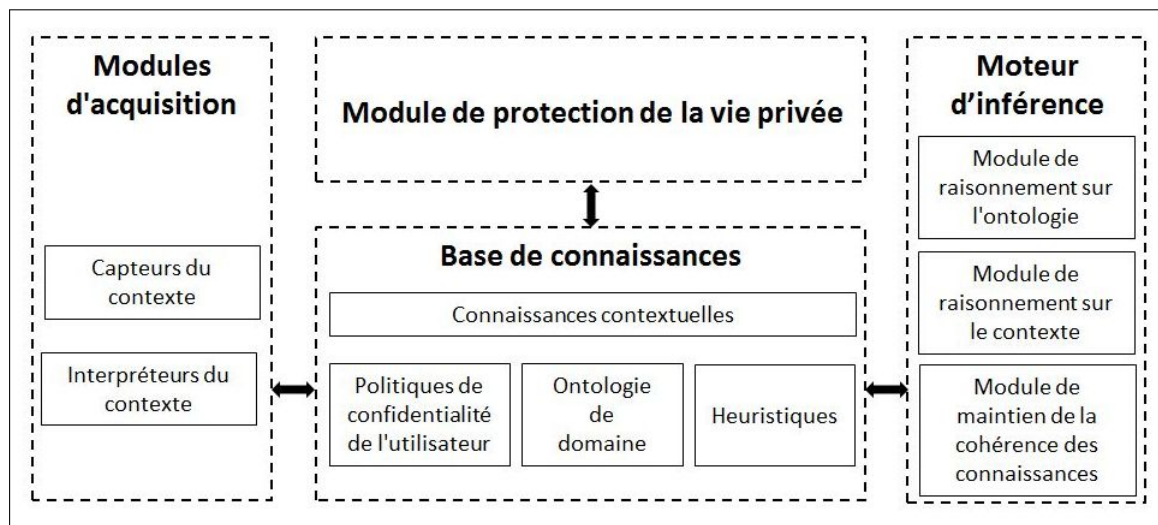 Modules
d'acquisition
Capteurs du
contexte
Interpréteurs du
contexte
Module de protection de la vie privée
Base de connaissances
Connaissances contextuelles
Politiques de
confidentialité
de l'utilisateur
Ontologie
de
domaine
Heuristiques
Moteur
d’inférence
Module de
raisonnement sur
l'ontologie
Module de
raisonnement sur
le contexte
Module de
maintien de la
cohérence des
connaissances